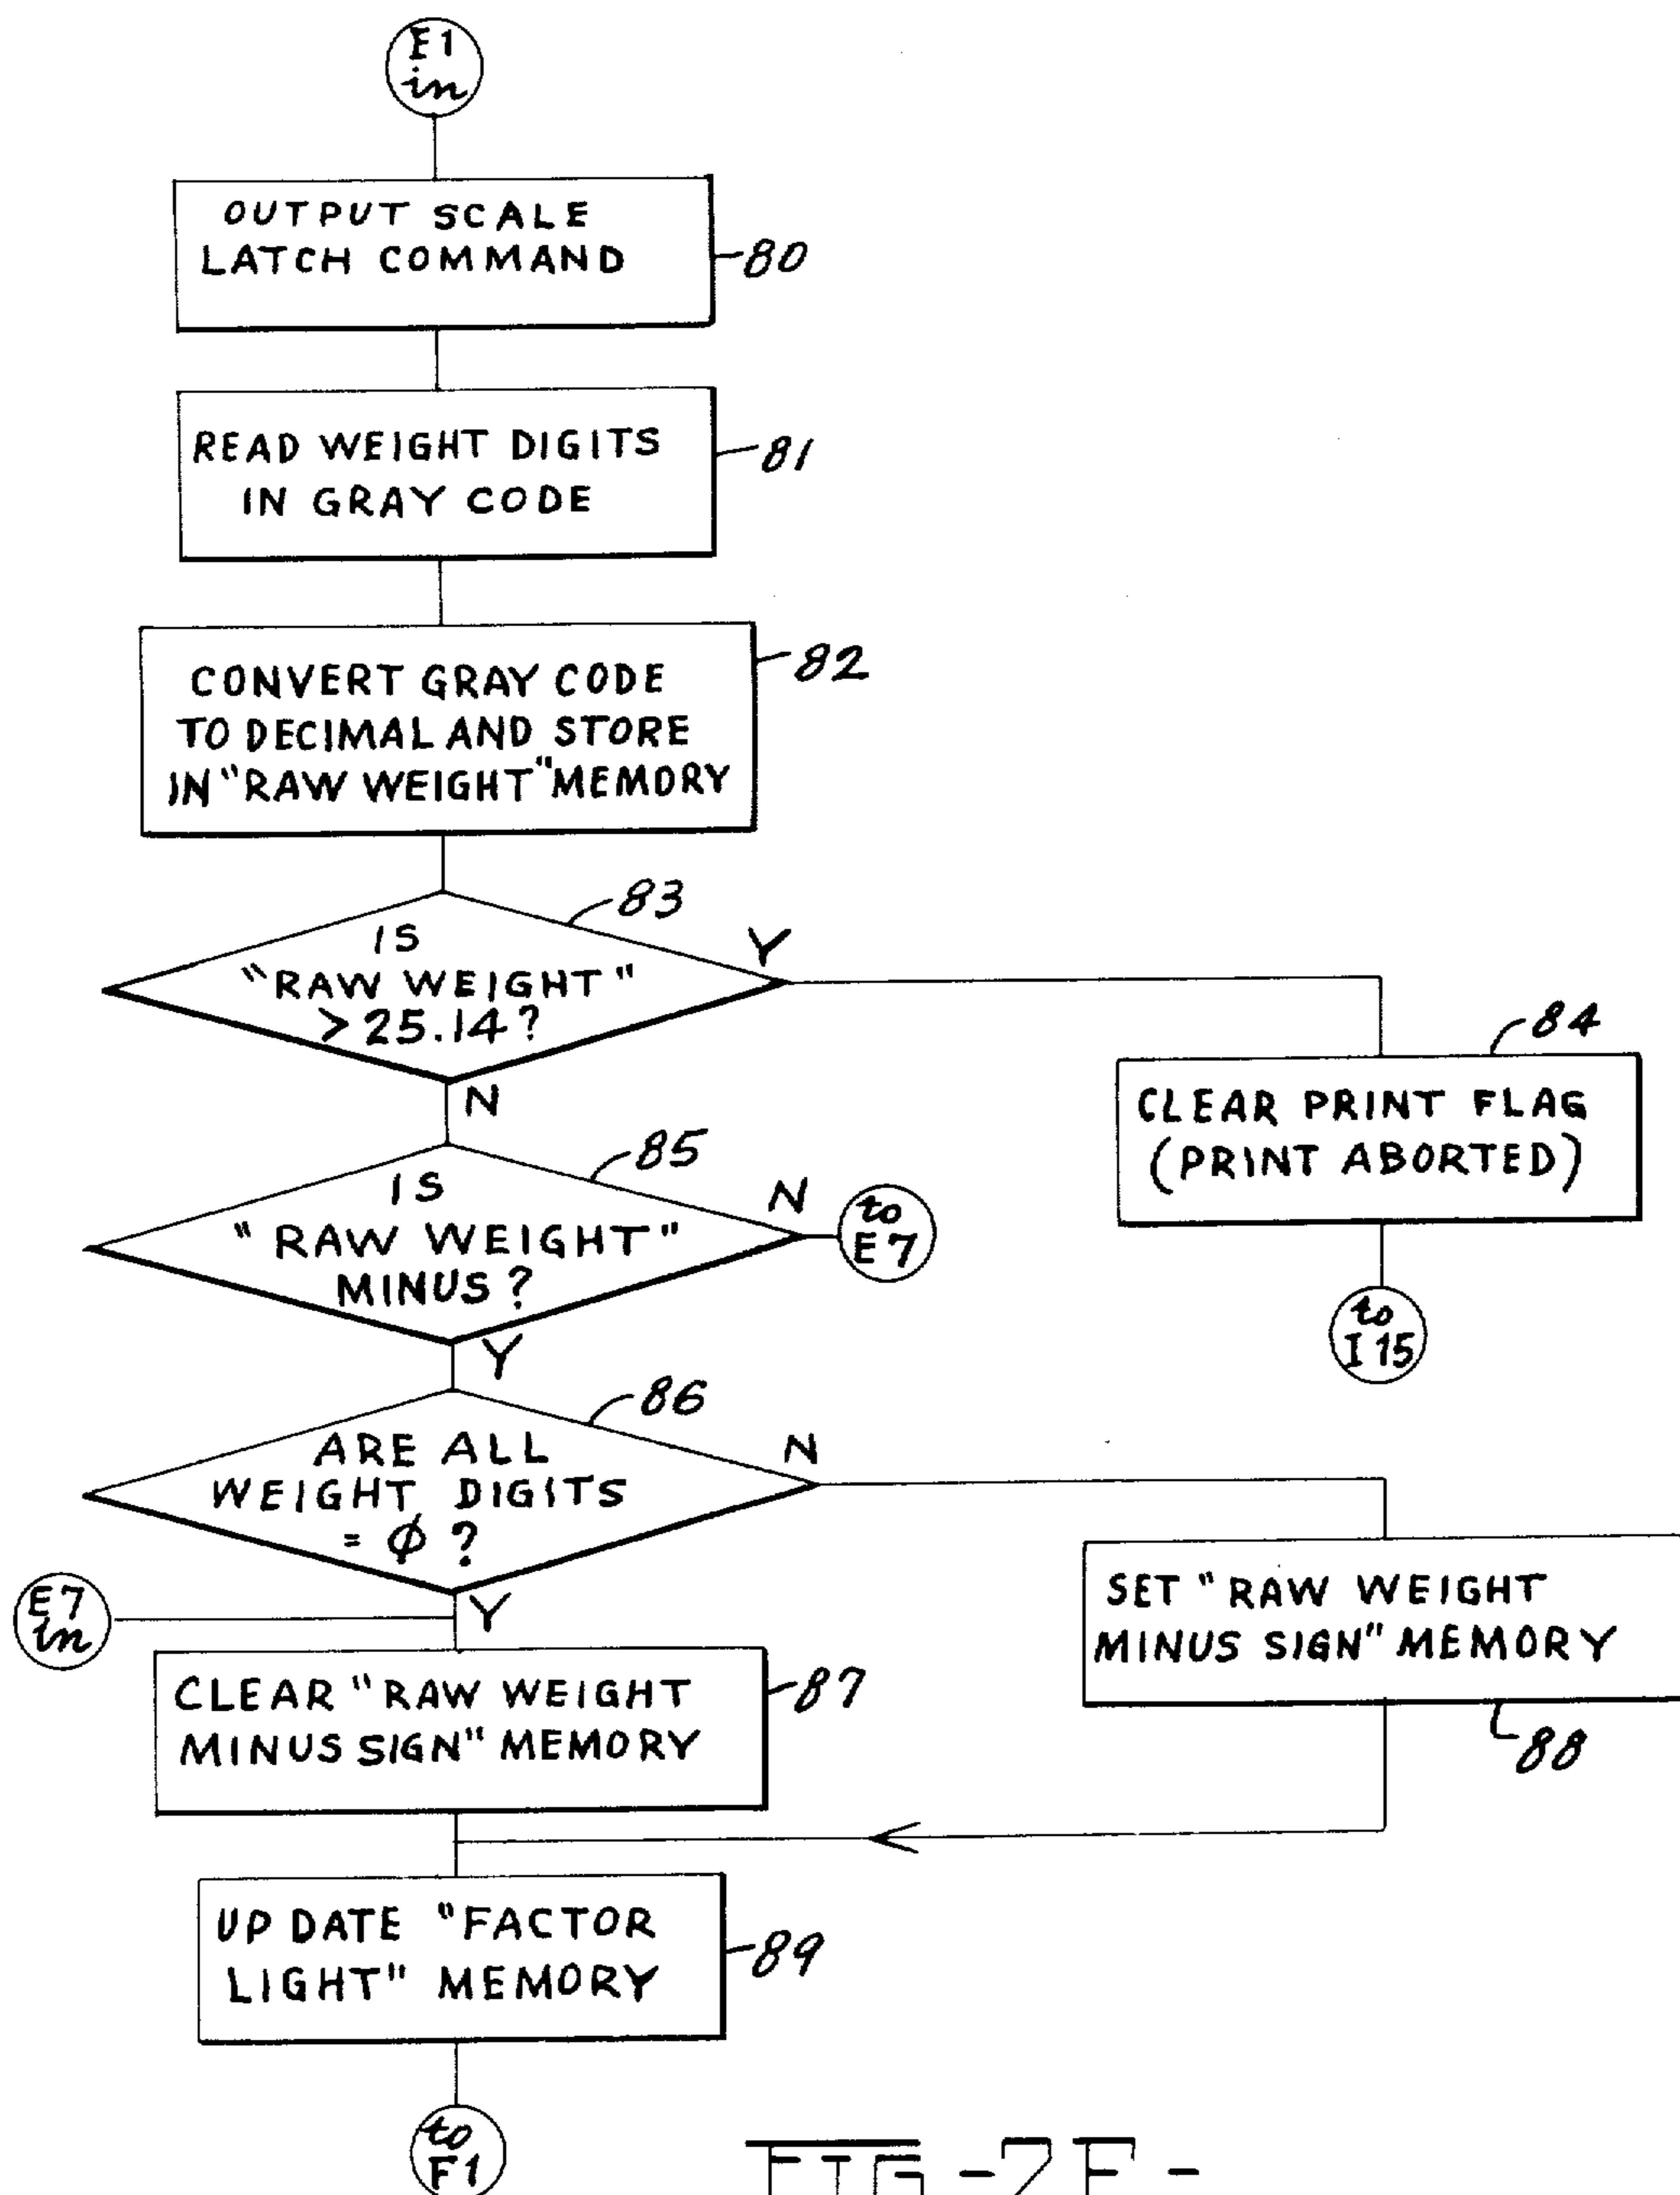 E1
in
OUTPUT SCALE
LATCH COMMAND
80
READ WEIGHT DIGITS
IN GRAY CODE
81
CONVERT GRAY CODE
TO DECIMAL AND STORE
IN "RAW WEIGHT" MEMORY
82
IS
"RAW WEIGHT"
> 25.14?
83
Y
N
CLEAR PRINT FLAG
(PRINT ABORTED)
84
to
I 15
IS
"RAW WEIGHT"
MINUS?
85
N
to
E7
Y
ARE ALL
WEIGHT DIGITS
= ϕ ?
86
N
Y
E7
in
SET "RAW WEIGHT
MINUS SIGN" MEMORY
88
CLEAR "RAW WEIGHT
MINUS SIGN" MEMORY
87
UP DATE "FACTOR
LIGHT" MEMORY
89
to
F1